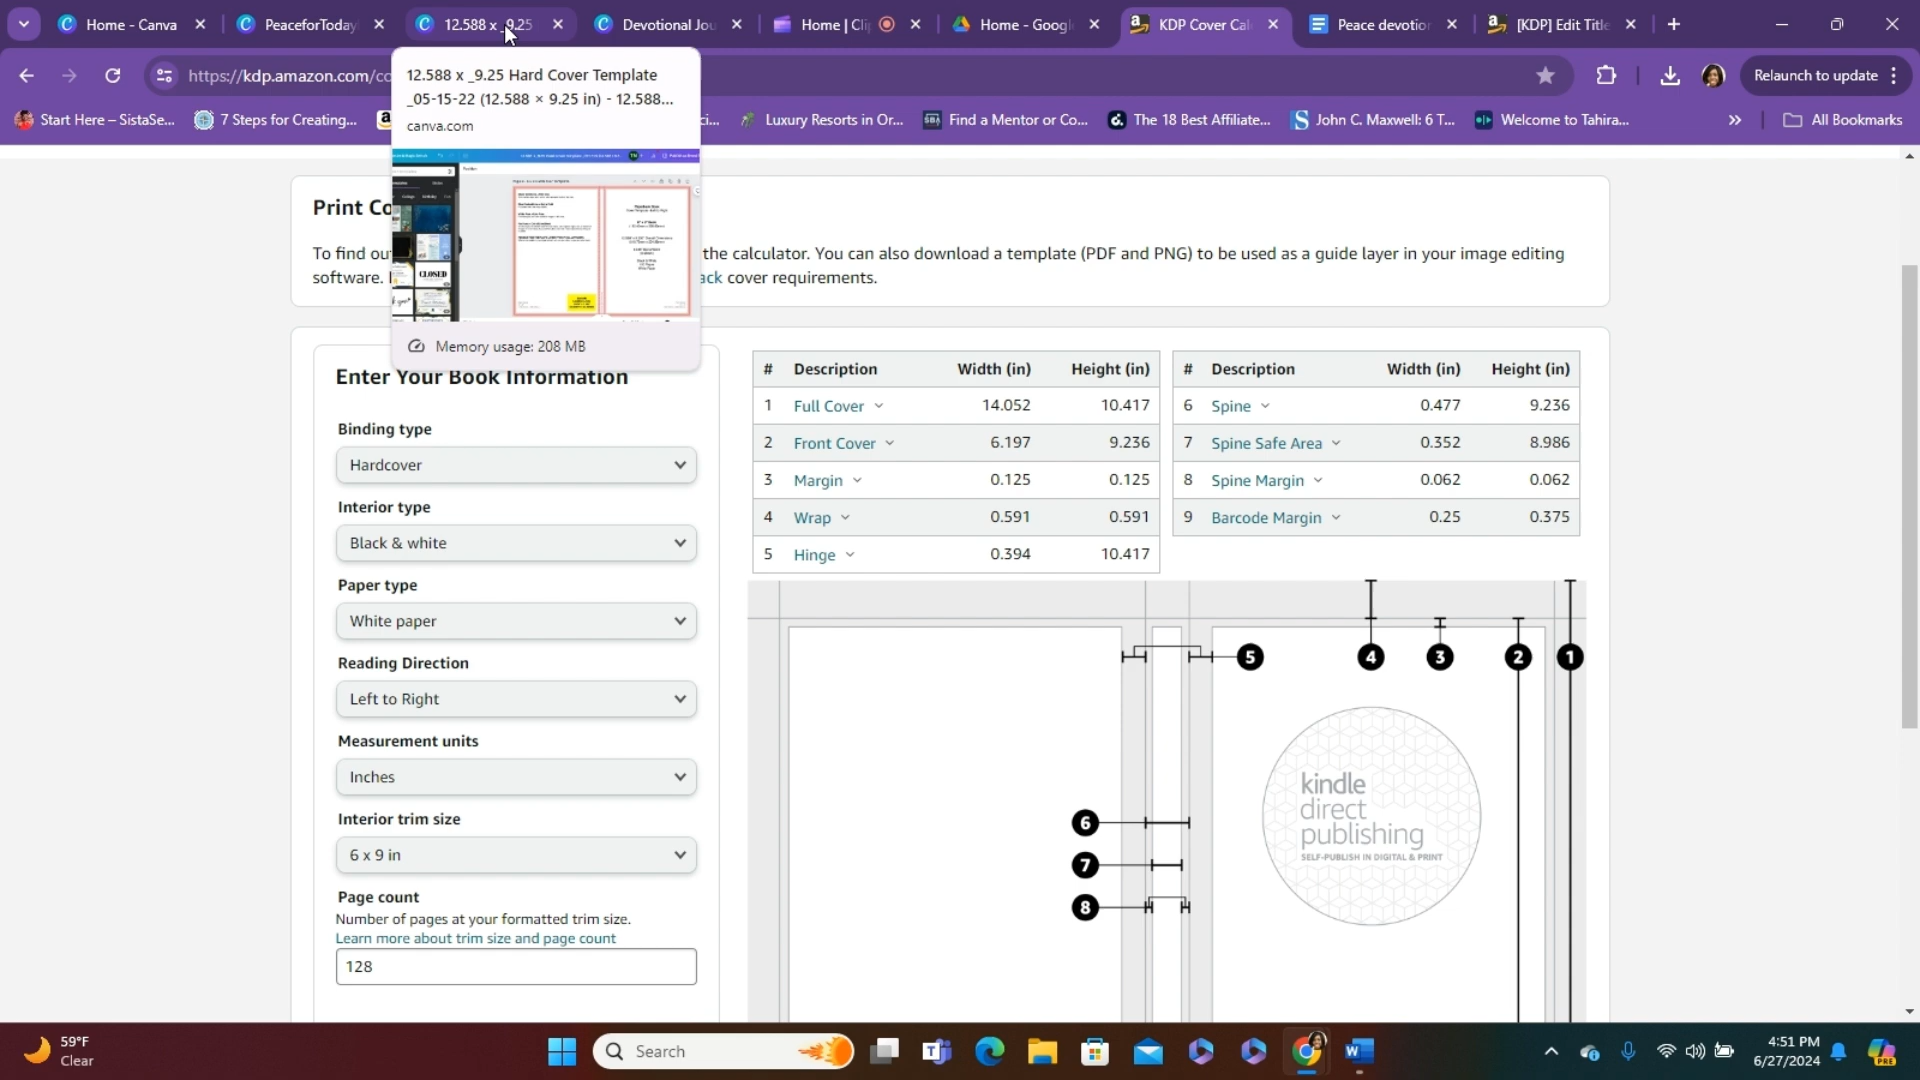 Home - Canva
PeaceforToday
12.588 x _9.25
Devotional Jou
Home | Cli
Home - Googl
KDP Cover Cal
Peace devotion
[KDP] Edit Title
https://kdp.amazon.com/co
Relaunch to update
Start Here – SistaSe...
7 Steps for Creating...
Luxury Resorts in Or...
Find a Mentor or Co...
The 18 Best Affiliate...
John C. Maxwell: 6 T...
Welcome to Tahira...
All Bookmarks
12.588 x _9.25 Hard Cover Template
_05-15-22 (12.588 × 9.25 in) - 12.588...
canva.com
CLOSED
Memory usage: 208 MB
Print Co
To find ou
the calculator. You can also download a template (PDF and PNG) to be used as a guide layer in your image editing
software.
ack cover requirements.
Enter Your Book Information
Binding type
Hardcover
Interior type
Black & white
Paper type
White paper
Reading Direction
Left to Right
Measurement units
Inches
Interior trim size
6 x 9 in
Page count
Number of pages at your formatted trim size.
Learn more about trim size and page count
128
# Description Width (in) Height (in)
1 Full Cover 14.052 10.417
2 Front Cover 6.197 9.236
3 Margin 0.125 0.125
4 Wrap 0.591 0.591
5 Hinge 0.394 10.417
# Description Width (in) Height (in)
6 Spine 0.477 9.236
7 Spine Safe Area 0.352 8.986
8 Spine Margin 0.062 0.062
9 Barcode Margin 0.25 0.375
5 4 3 2 1
6
7
8
kindle
direct
publishing
SELF-PUBLISH IN DIGITAL & PRINT
59°F
Clear
Search
4:51 PM
6/27/2024
PRE